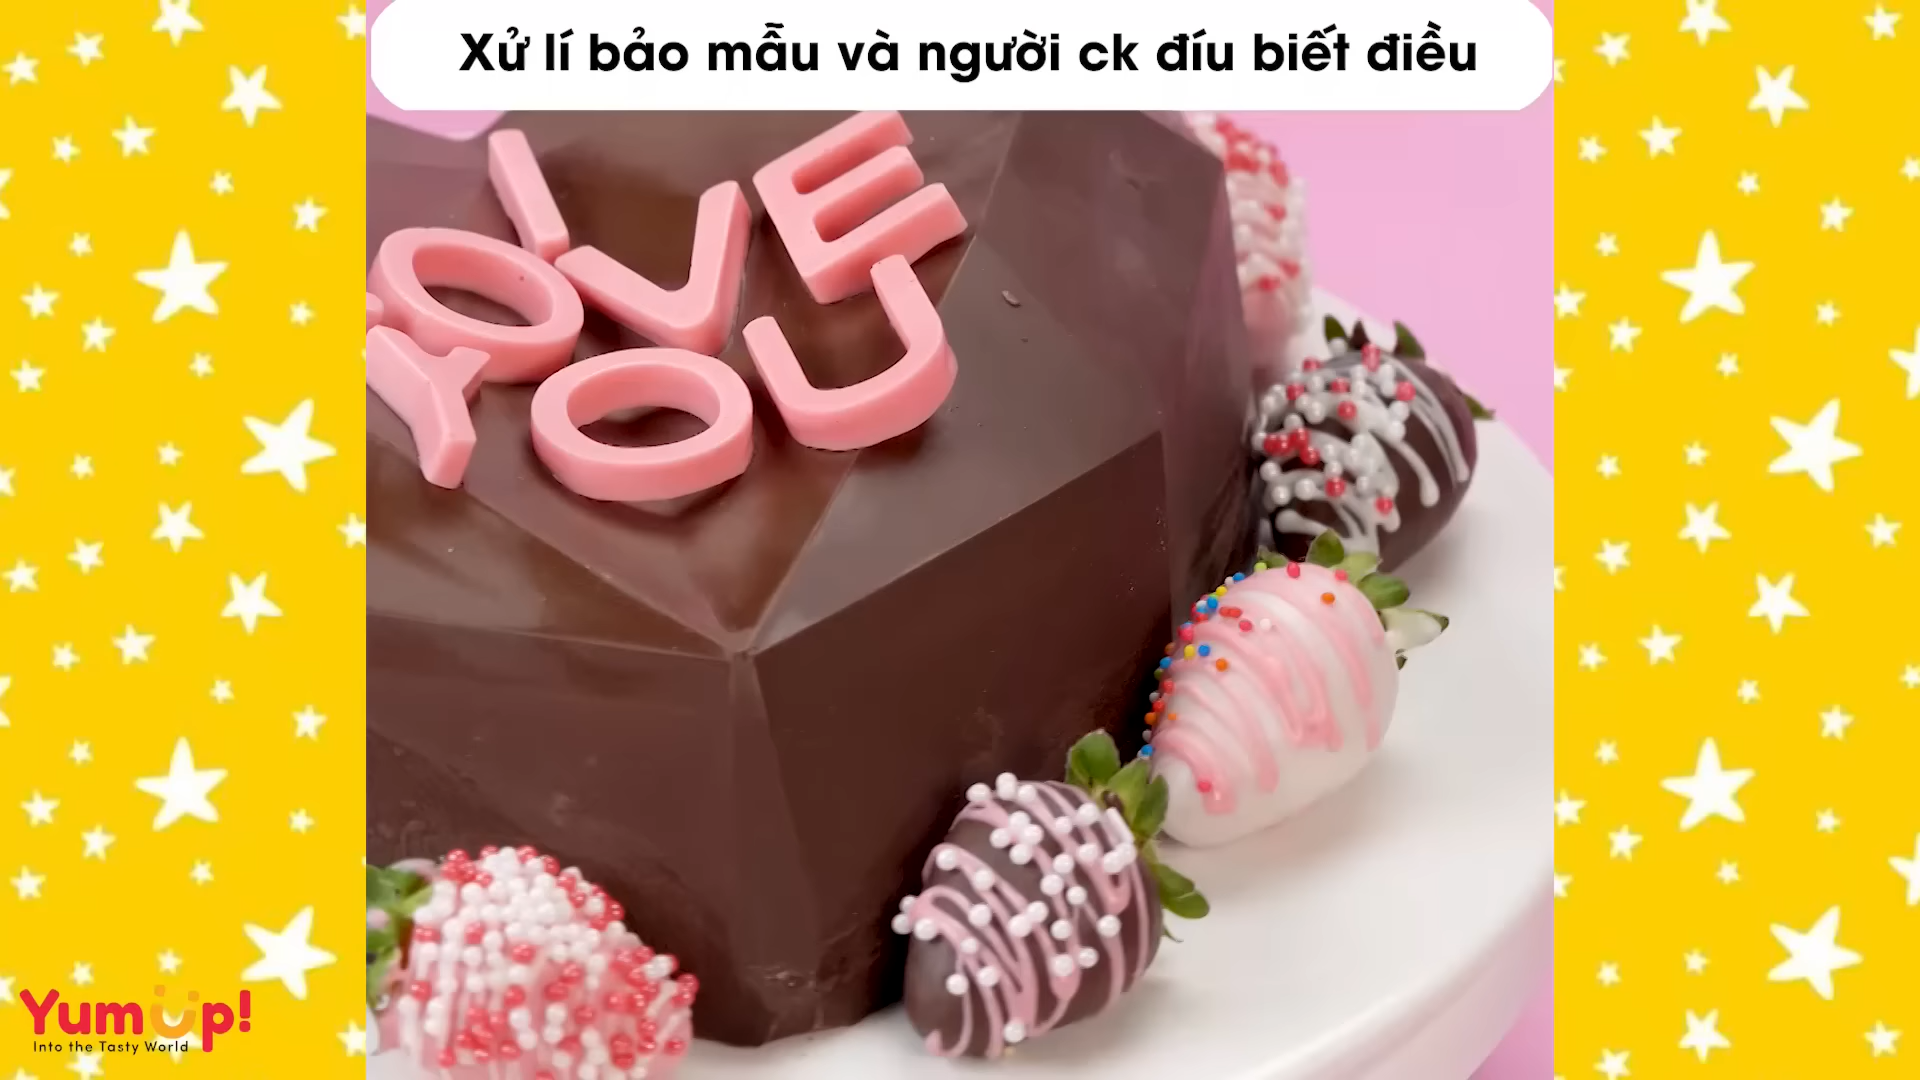 Xử lí bảo mẫu và người ck đíu biết điều
I
LOVE
YOU
YumUp!
Into the Tasty World